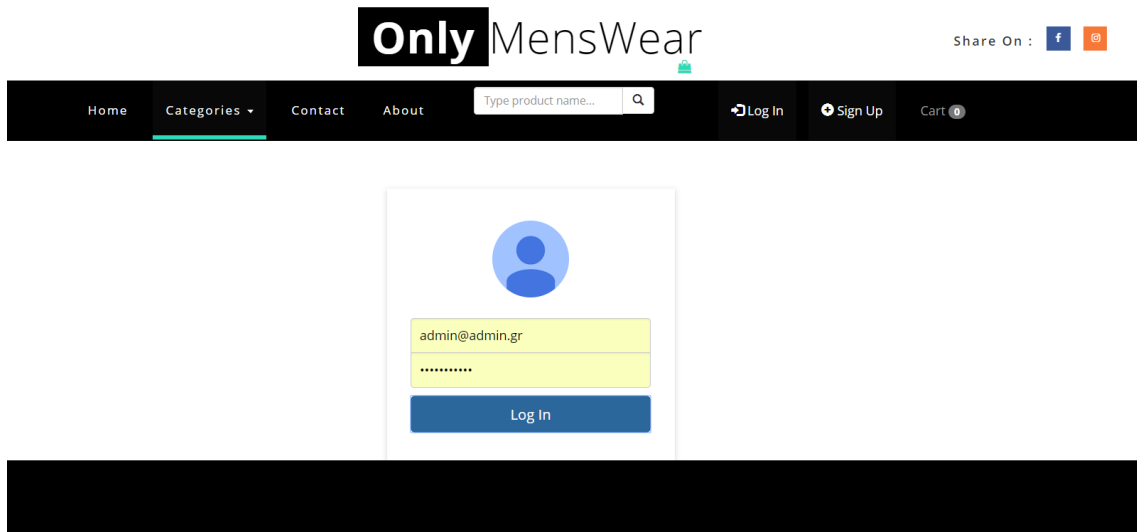 Only MensWear
Share On :
Home Categories Contact About Type product name... Log In Sign Up Cart 0
admin@admin.gr
•••••••••••
Log In